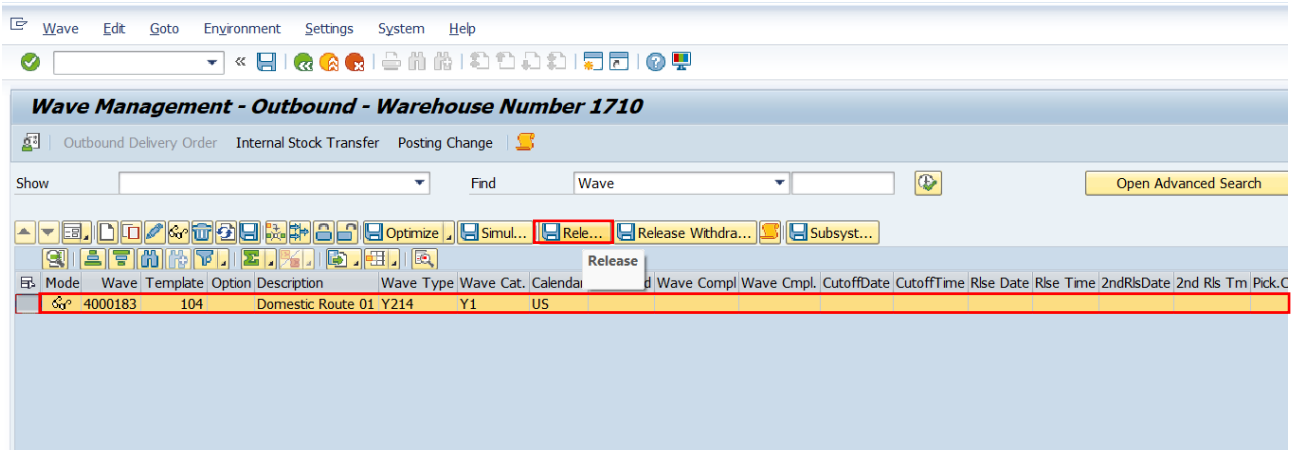 Wave Edit Goto Environment Settings System Help
Wave Management - Outbound - Warehouse Number 1710
Outbound Delivery Order Internal Stock Transfer Posting Change
Show Find Wave Open Advanced Search
Optimize Simul... Rele... Release Withdra... Subsyst...
Release
Mode Wave Template Option Description Wave Type Wave Cat. Calendar d Wave Compl Wave Cmpl. CutoffDate CutoffTime Rlse Date Rlse Time 2ndRlsDate 2nd Rls Tm Pick.C
4000183 104 Domestic Route 01 Y214 Y1 US